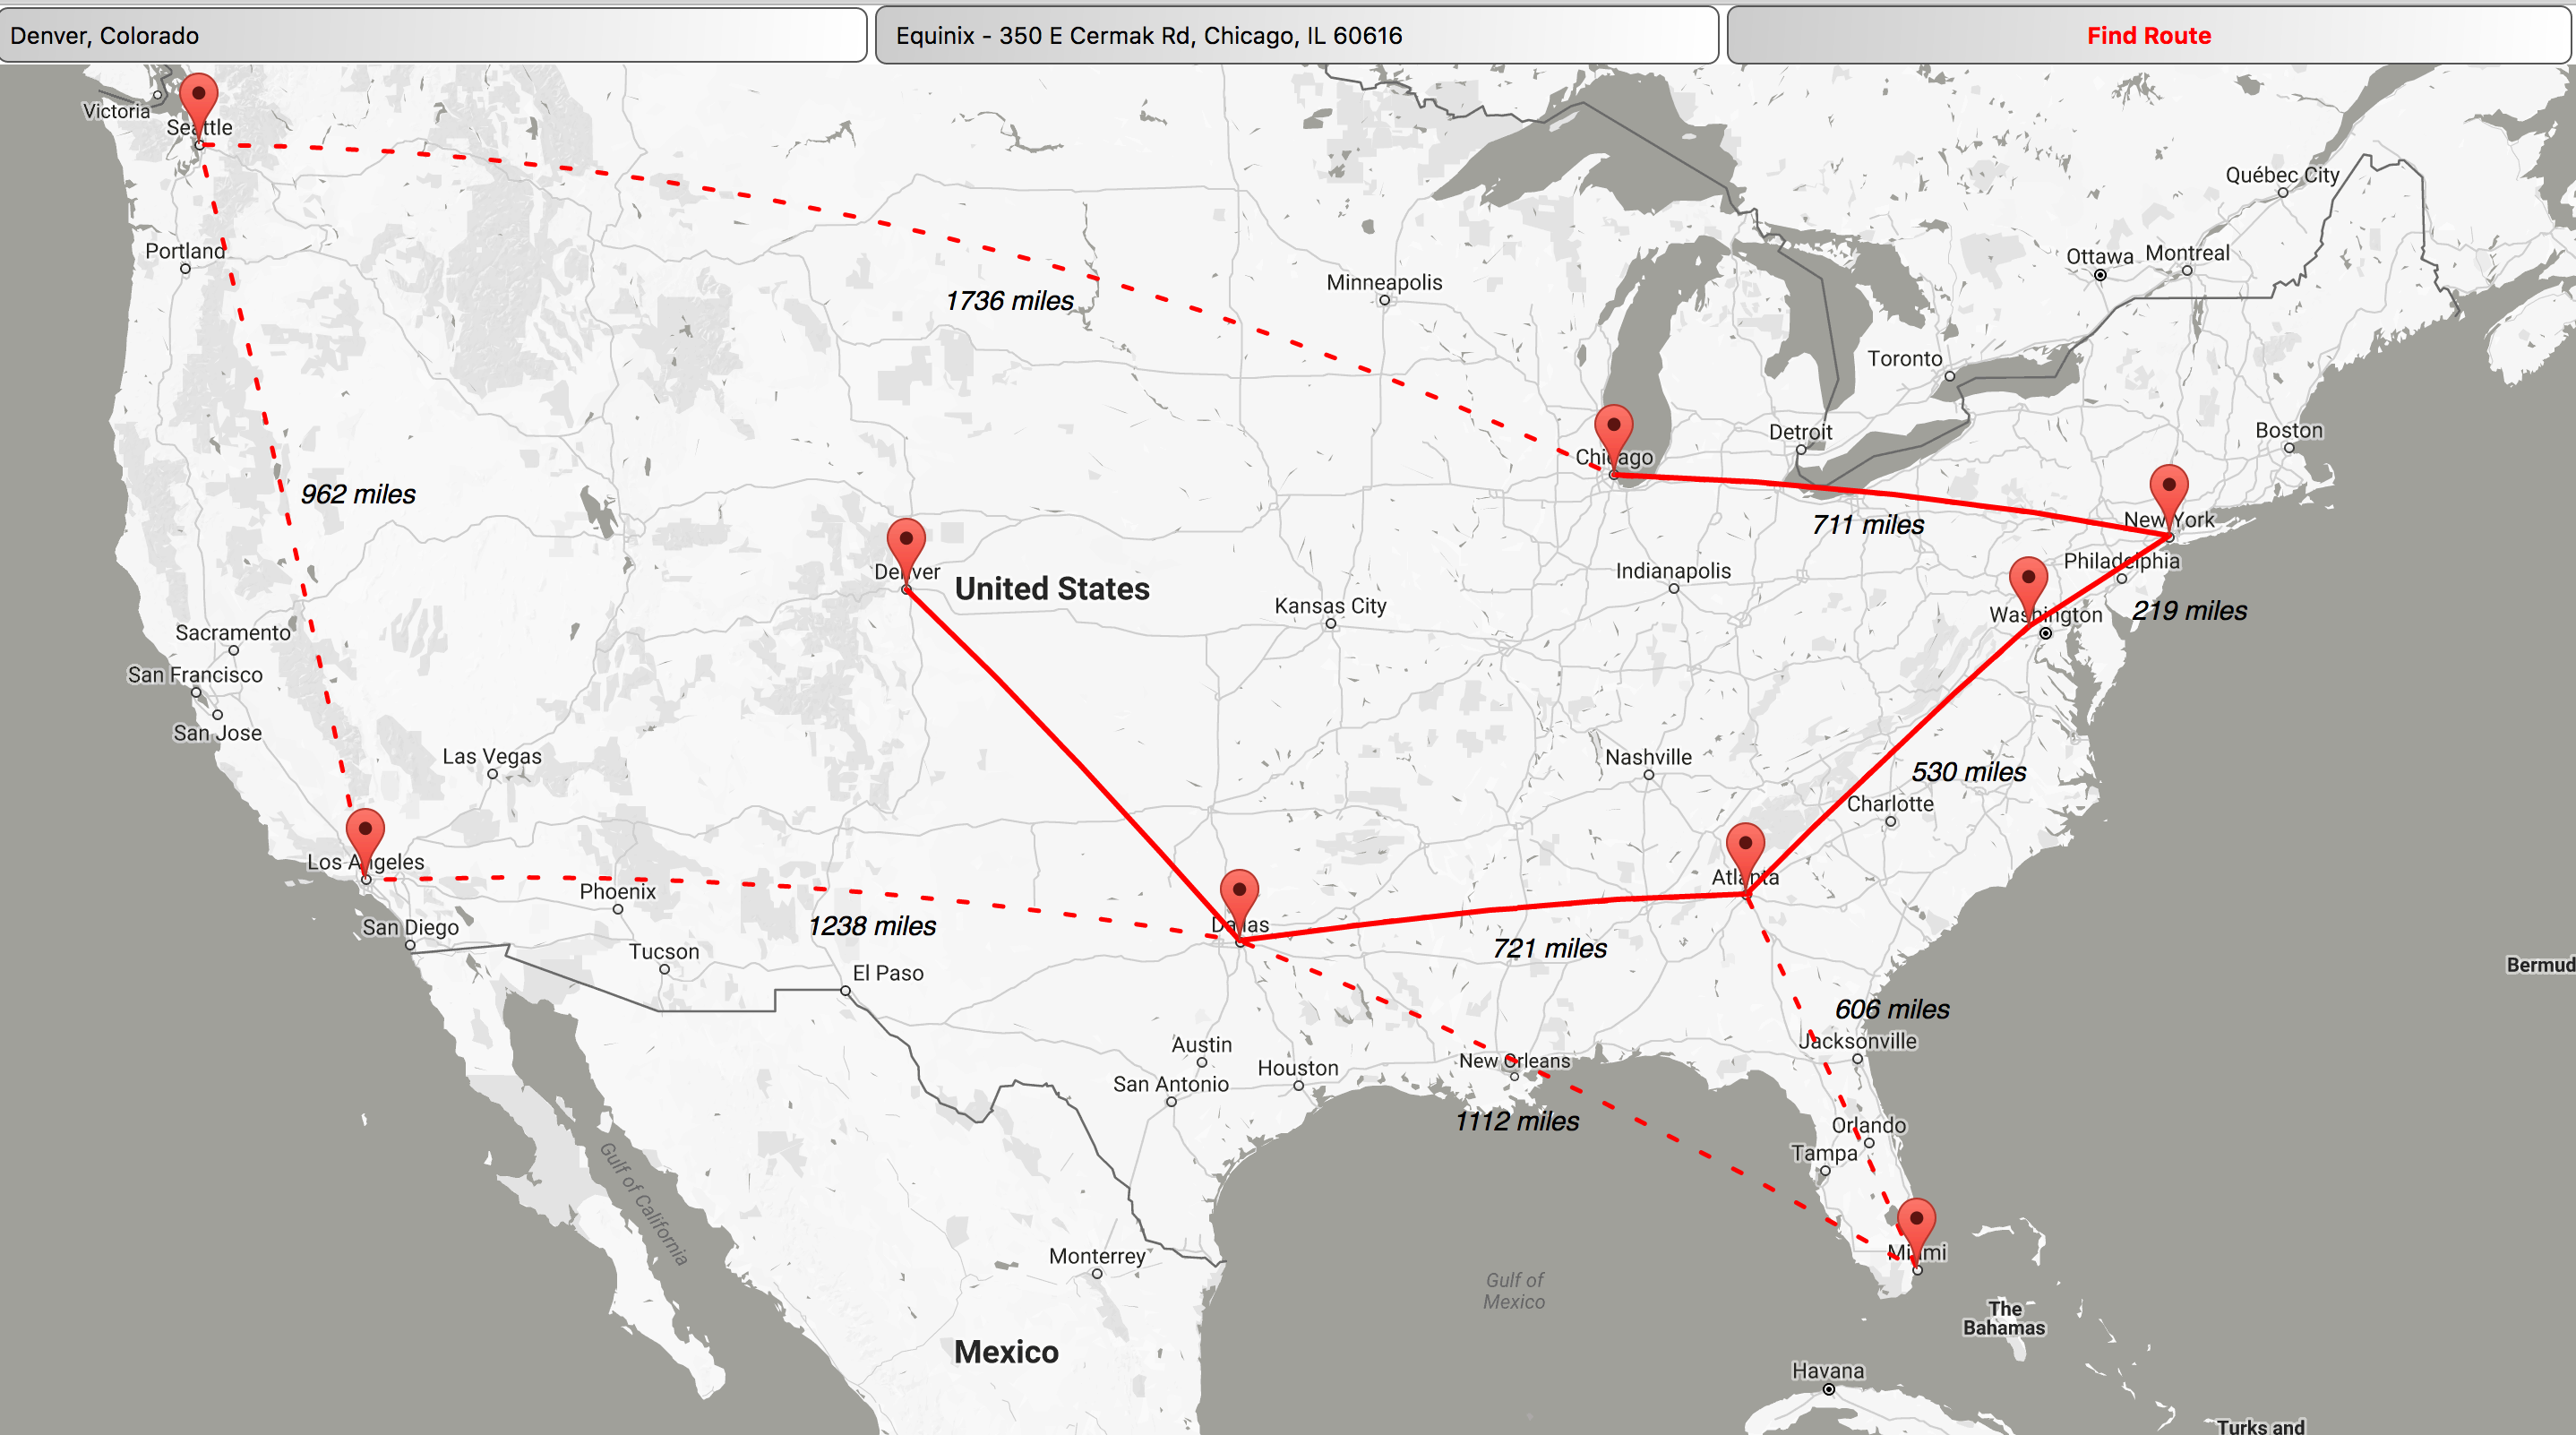 Denver, Colorado
Equinix - 350 E Cermak Rd, Chicago, IL 60616
Find Route
Victoria
Seattle
Québec City
Portland
Ottawa
Montreal
Minneapolis
1736 miles
Toronto
Boston
Detroit
Chicago
962 miles
New York
711 miles
Philadelphia
Denver
United States
Indianapolis
Kansas City
Washington
219 miles
Sacramento
San Francisco
San Jose
Las Vegas
Nashville
530 miles
Charlotte
Los Angeles
Phoenix
Atlanta
San Diego
1238 miles
Dallas
721 miles
Tucson
El Paso
Bermud
606 miles
Jacksonville
Austin
New Orleans
Houston
San Antonio
1112 miles
Orlando
Tampa
Gulf of California
Miami
Monterrey
Gulf of
Mexico
The
Bahamas
Mexico
Havana
Turks and